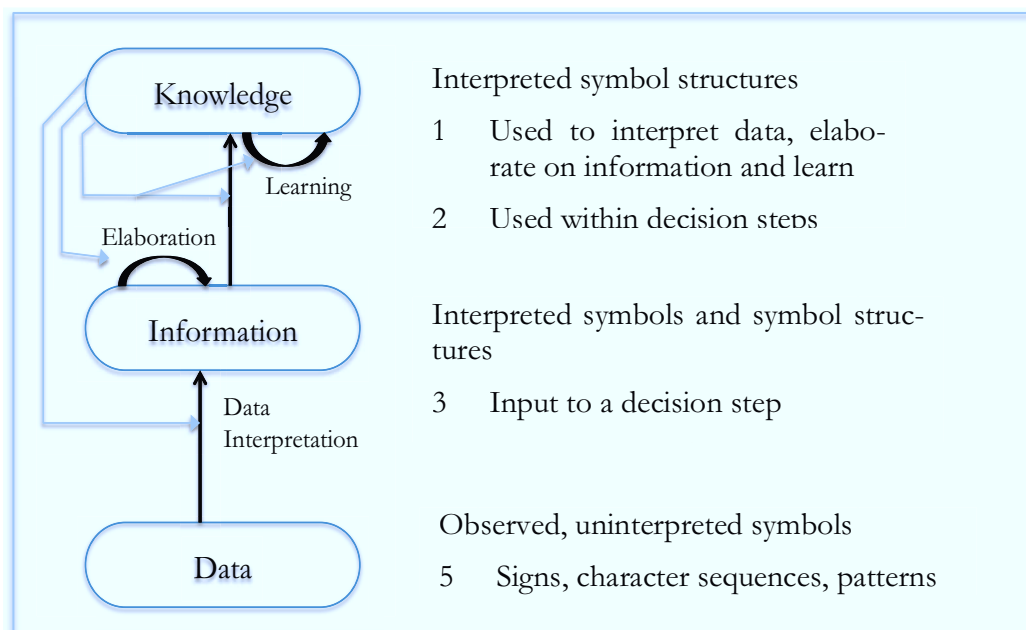 Knowledge
Interpreted symbol structures
1 Used to interpret data, elabo-
rate on information and learn
Learning
2 Used within decision steps
Elaboration
Information
Interpreted symbols and symbol struc-
tures
3 Input to a decision step
Data
Interpretation
Observed, uninterpreted symbols
Data
5 Signs, character sequences, patterns